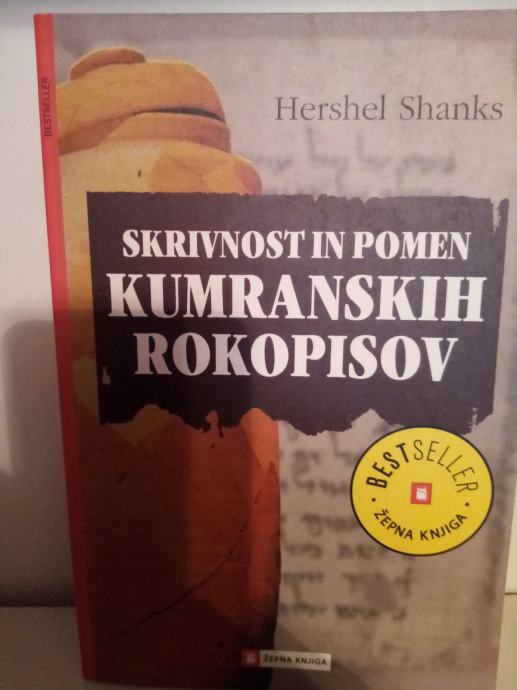 BESTSELLER
Hershel Shanks
SKRIVNOST IN POMEN
KUMRANSKIH
ROKOPISOV
BESTSELLER
ŽEPNA KNJIGA
ŽEPNA KNJIGA